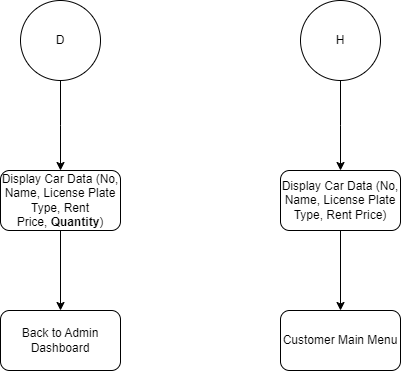 D
Display Car Data (No,
Name, License Plate
Type, Rent
Price, Quantity)
Back to Admin
Dashboard
H
Display Car Data (No,
Name, License Plate
Type, Rent Price)
Customer Main Menu